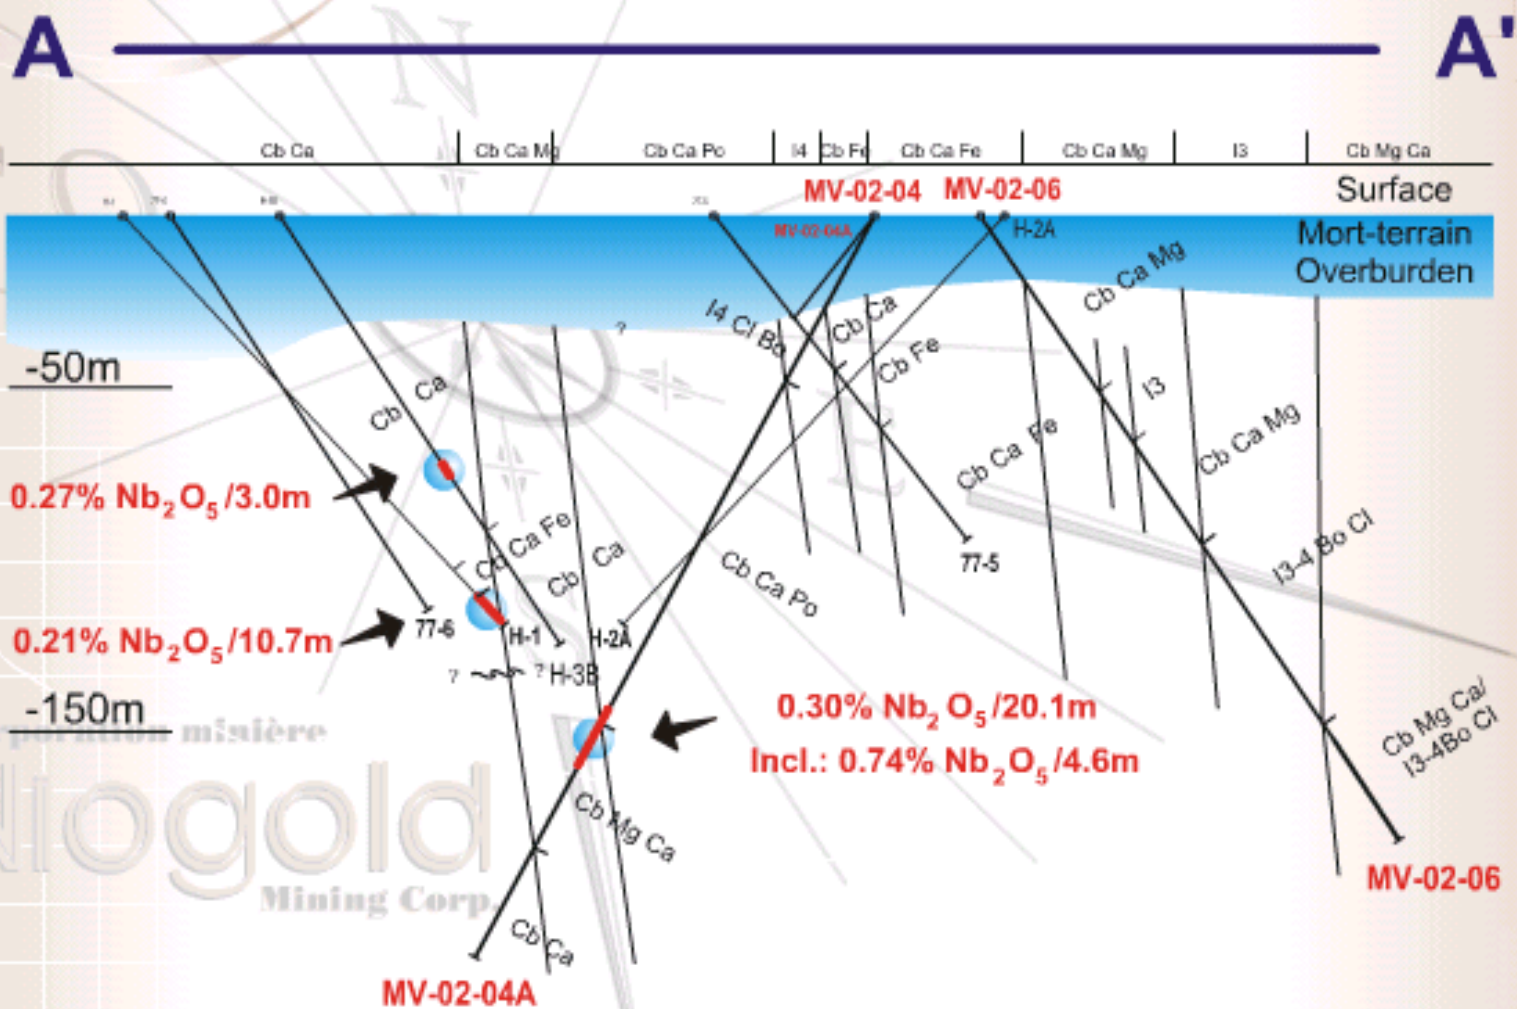 A
A'
Cb Ca
Cb Ca Mg
Cb Ca Po
I4
Cb Fe
Cb Ca Fe
Cb Ca Mg
I3
Cb Mg Ca
MV-02-04
MV-02-06
Surface
MV-02-04A
H-2A
Mort-terrain
Overburden
N
Cb Ca Mg
I4 Cl Bo
Cb Ca
?
Cb Fe
-50m
Cb Ca
I3
E
Cb Ca Fe
Cb Ca Mg
0.27% Nb2O5/3.0m
Cb Ca Fe
Cb Ca
77-5
I3-4 Bo Cl
Cb Ca Po
0.21% Nb2O5/10.7m
77-6
H-1
H-2A
? ?
H-3B
-150m
0.30% Nb2O5/20.1m
Incl.: 0.74% Nb2O5/4.6m
Cb Mg Ca/
I3-4Bo Cl
minière
Niogold
Mining Corp.
Cb Mg Ca
MV-02-06
Cb Ca
MV-02-04A